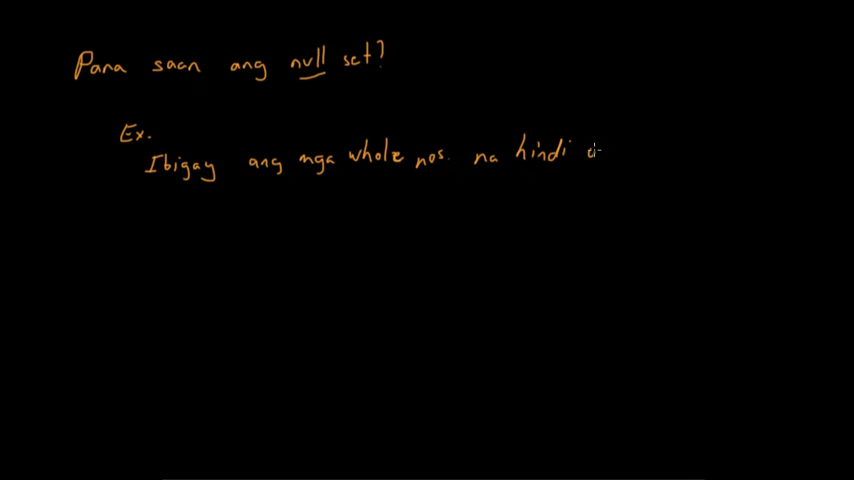 Para saan ang null set?
Ex.
Ibigay ang mga whole nos. na hindi